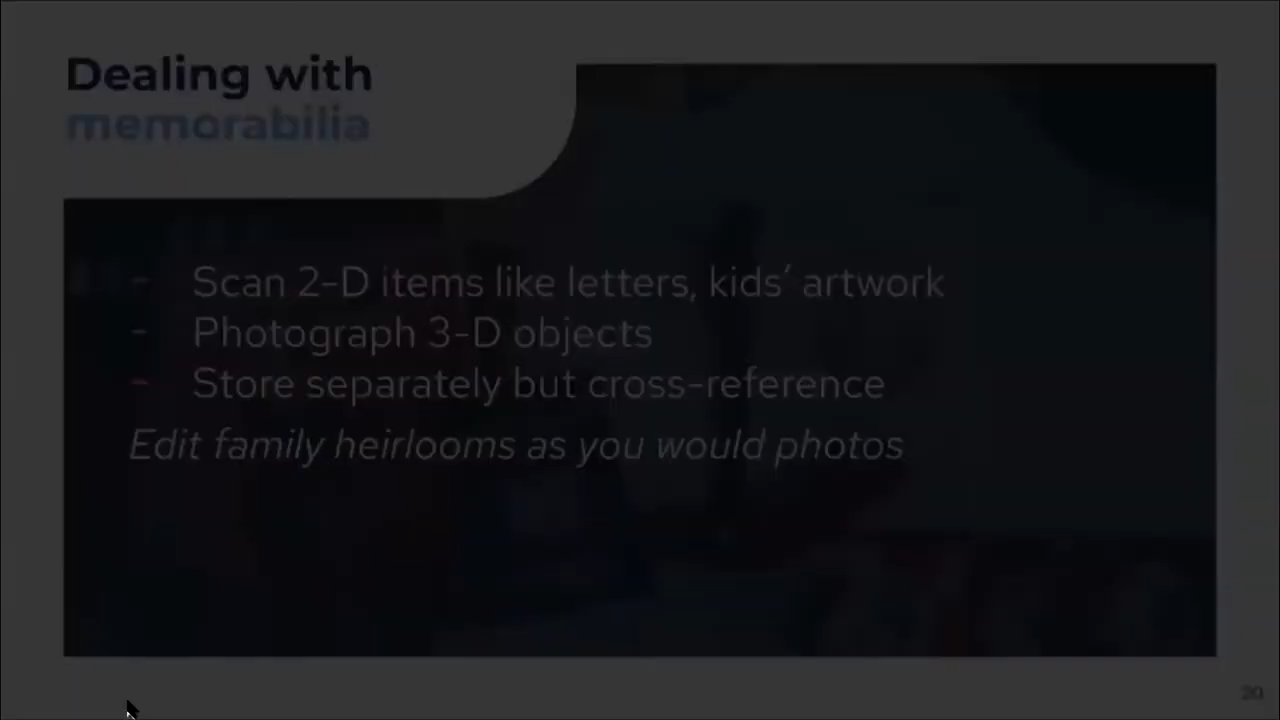 Dealing with
memorabilia
- Scan 2-D items like letters, kids’ artwork
- Photograph 3-D objects
- Store separately but cross-reference
Edit family heirlooms as you would photos
20